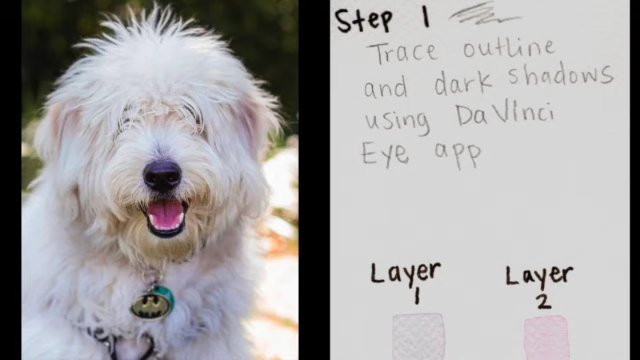 Step 1
Trace outline
and dark shadows
using DaVinci
Eye app
Layer
1
Layer
2